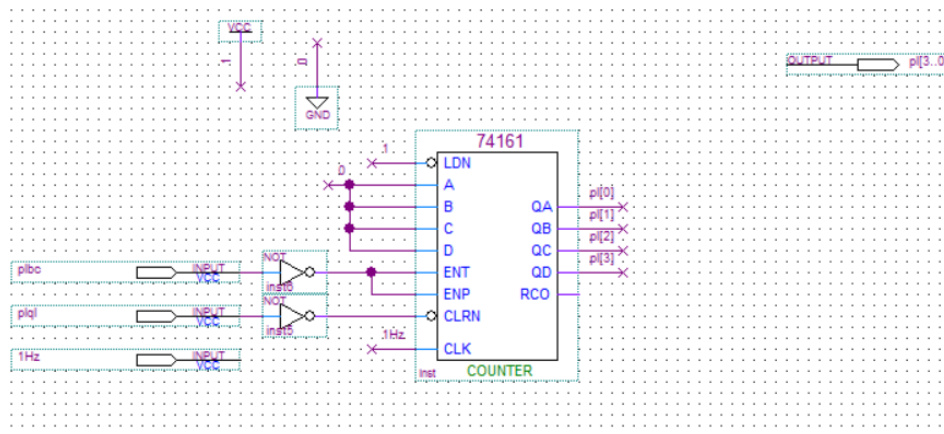 VCC
1
0
GND
OUTPUT
pl[3..0
74161
1
LDN
0
A
B
QA
pl[0]
C
QB
pl[1]
D
QC
pl[2]
plbc
INPUT
VCC
NOT
inst6
ENT
QD
pl[3]
ENP
RCO
plql
INPUT
VCC
NOT
inst5
CLRN
1Hz
INPUT
VCC
1Hz
CLK
inst
COUNTER